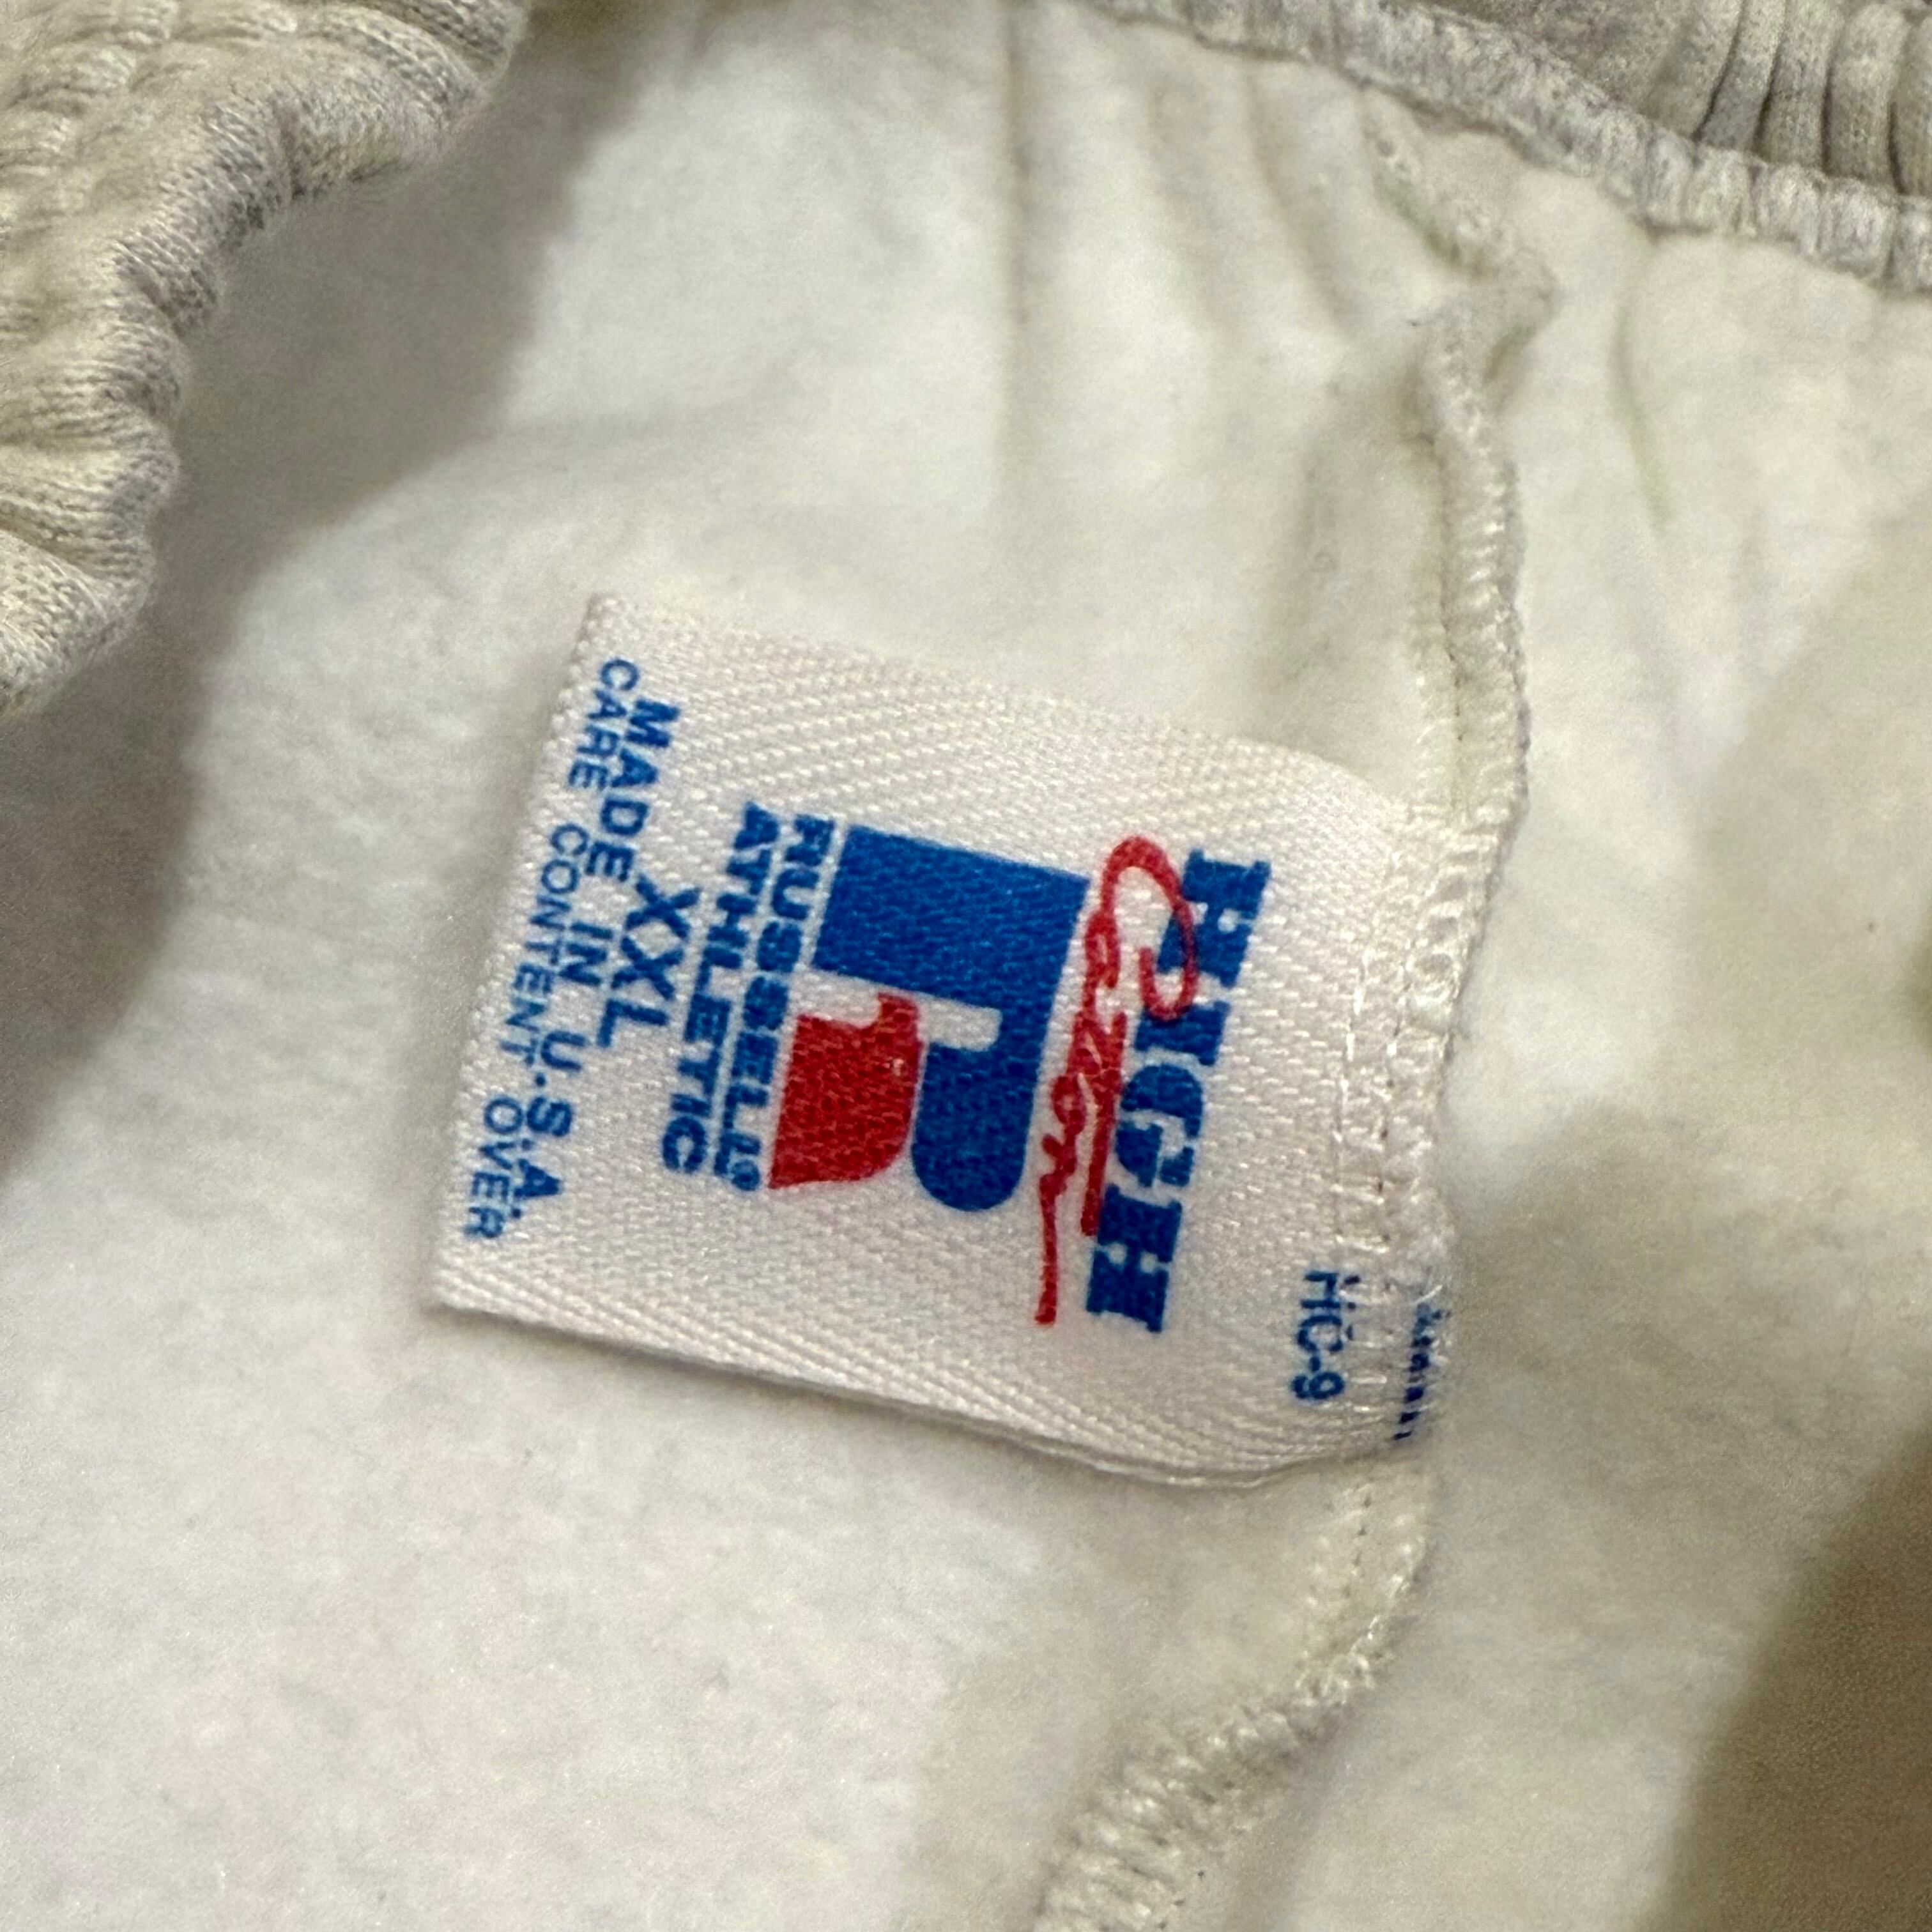 HC-9
HIGH
Cotton
RUSSELL®
ATHLETIC
XXL
MADE IN U.S.A.
CARE CONTENT OVER